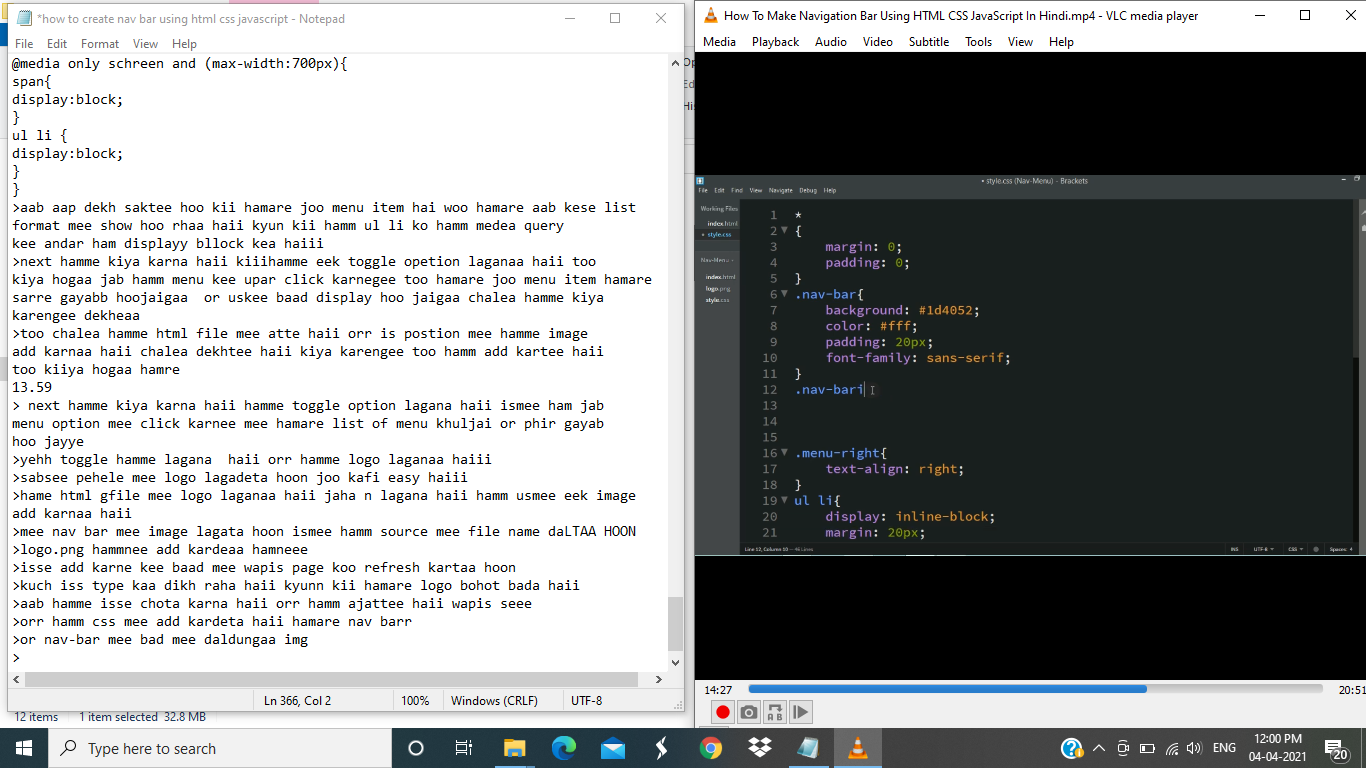 *how to create nav bar using html css javascript - Notepad
File Edit Format View Help
@media only schreen and (max-width:700px){
span{
display:block;
}
ul li {
display:block;
}
}
>aab aap dekh saktee hoo kii hamare joo menu item hai woo hamare aab kese list
format mee show hoo rhaa haii kyun kii hamm ul li ko hamm medea query
kee andar ham displayy bllock kea haiii
>next hamme kiya karna haii kiiihamme eek toggle opetion laganaa haii too
kiya hogaa jab hamm menu kee upar click karnegee too hamare joo menu item hamare
sarre gayabb hoojaigaa  or uskee baad display hoo jaigaa chalea hamme kiya
karengee dekheaa
>too chalea hamme html file mee atte haii orr is postion mee hamme image
add karnaa haii chalea dekhtee haii kiya karengee too hamm add kartee haii
too kiiya hogaa hamre
13.59
> next hamme kiya karna haii hamme toggle option lagana haii ismee ham jab
menu option mee click karnee mee hamare list of menu khuljai or phir gayab
hoo jayye
>yehh toggle hamme lagana  haii orr hamme logo laganaa haiii
>sabsee pehele mee logo lagadeta hoon joo kafi easy haiii
>hame html gfile mee logo laganaa haii jaha n lagana haii hamm usmee eek image
add karnaa haii
>mee nav bar mee image lagata hoon ismee hamm source mee file name daLTAA HOON
>logo.png hammnee add kardeaa hamneee
>isse add karne kee baad mee wapis page koo refresh kartaa hoon
>kuch iss type kaa dikh raha haii kyunn kii hamare logo bohot bada haii
>aab hamme isse chota karna haii orr hamm ajattee haii wapis seee
>orr hamm css mee add kardeta haii hamare nav barr
>or nav-bar mee bad mee daldungaa img
>
Ln 366, Col 2 100% Windows (CRLF) UTF-8
12 items 1 item selected 32.8 MB
How To Make Navigation Bar Using HTML CSS JavaScript In Hindi.mp4 - VLC media player
Media Playback Audio Video Subtitle Tools View Help
• style.css (Nav-Menu) - Brackets
File Edit Find View Navigate Debug Help
Working Files
index.html
• style.css
Nav-Menu
index.html
logo.png
style.css
1 *
2 {
3 margin: 0;
4 padding: 0;
5 }
6 .nav-bar{
7 background: #1d4052;
8 color: #fff;
9 padding: 20px;
10 font-family: sans-serif;
11 }
12 .nav-bari
13
14
15
16 .menu-right{
17 text-align: right;
18 }
19 ul li{
20 display: inline-block;
21 margin: 20px;
Line 12, Column 10 — 46 Lines INS UTF-8 CSS Spaces: 4
14:27 20:51
Type here to search
ENG 12:00 PM
04-04-2021 20